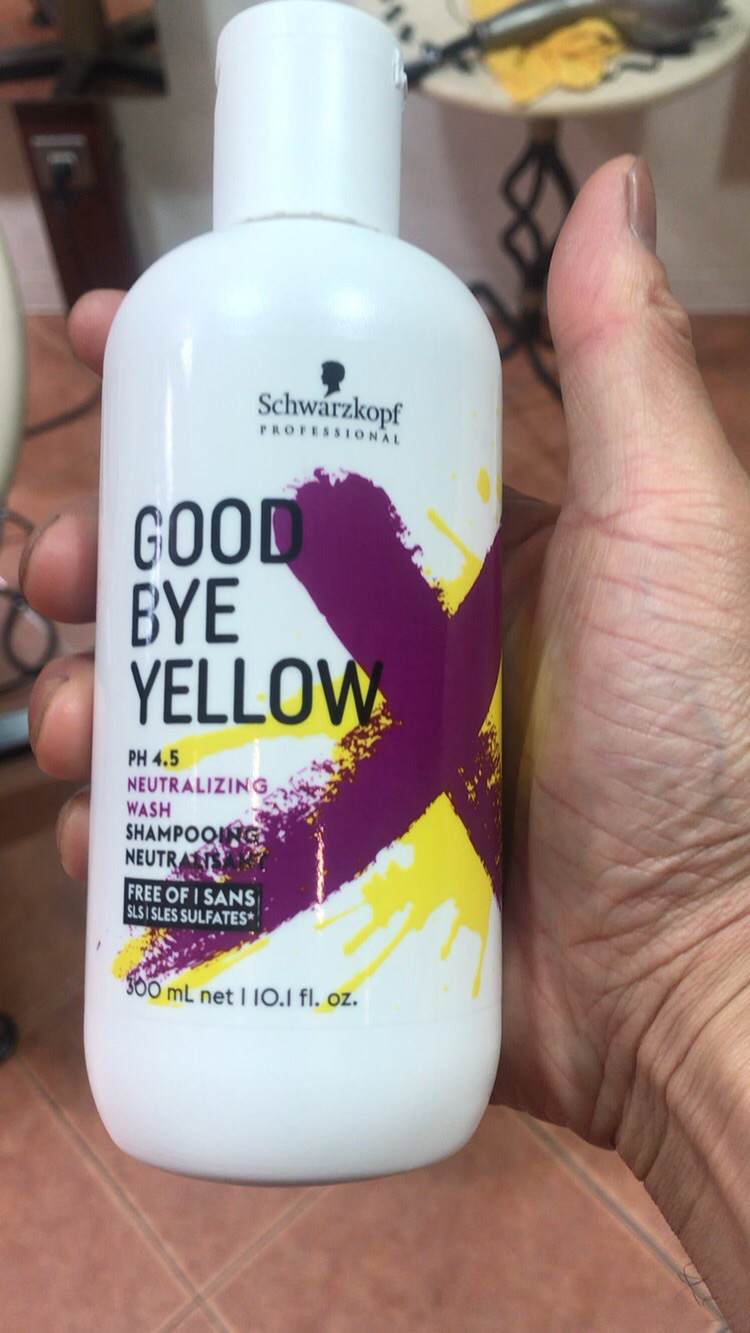 Schwarzkopf
PROFESSIONAL
GOOD
BYE
YELLOW
PH 4.5
NEUTRALIZING
WASH
SHAMPOOING
NEUTRALISANT
FREE OF | SANS
SLS | SLES SULFATES*
300 mL net | 10.1 fl. oz.